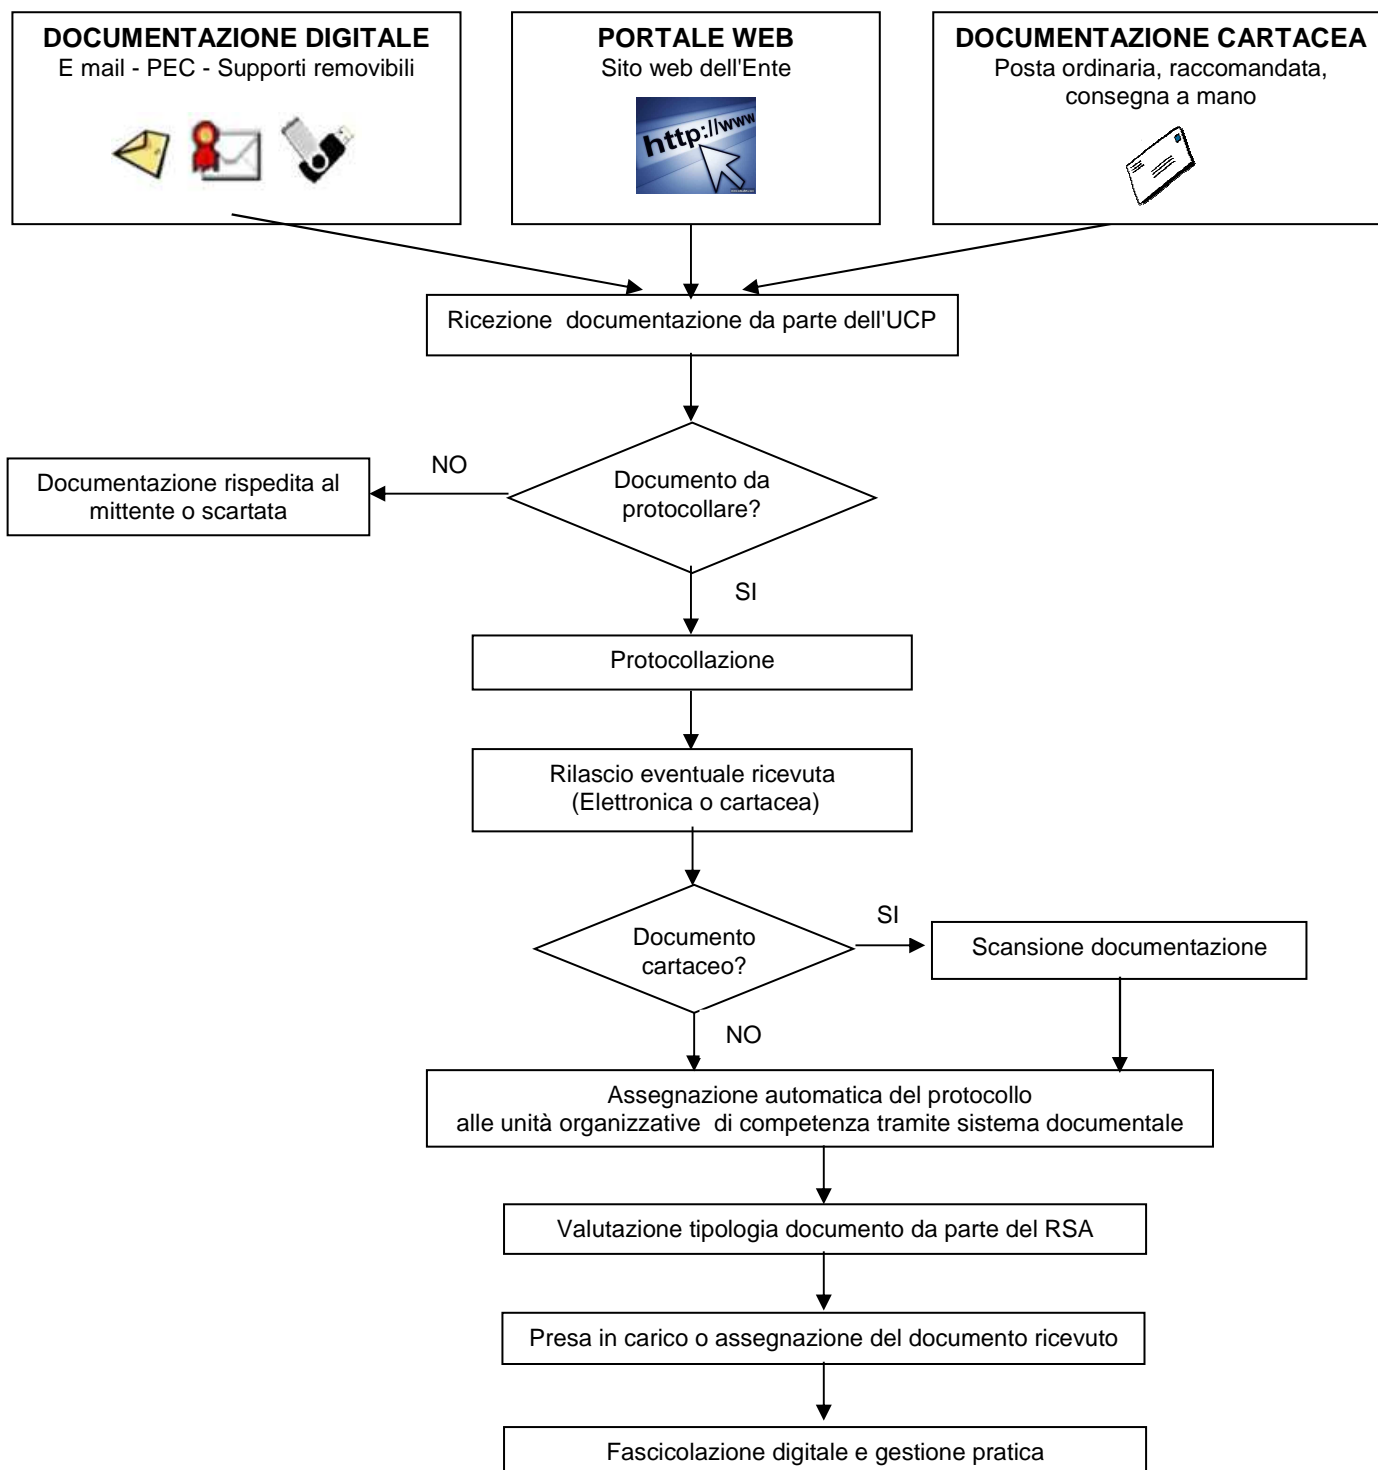 DOCUMENTAZIONE DIGITALE
E mail - PEC - Supporti removibili
PORTALE WEB
Sito web dell'Ente
http://www
DOCUMENTAZIONE CARTACEA
Posta ordinaria, raccomandata,
consegna a mano
Ricezione documentazione da parte dell'UCP
Documento da
protocollare?
NO
Documentazione rispedita al
mittente o scartata
SI
Protocollazione
Rilascio eventuale ricevuta
(Elettronica o cartacea)
Documento
cartaceo?
SI
Scansione documentazione
NO
Assegnazione automatica del protocollo
alle unità organizzative di competenza tramite sistema documentale
Valutazione tipologia documento da parte del RSA
Presa in carico o assegnazione del documento ricevuto
Fascicolazione digitale e gestione pratica